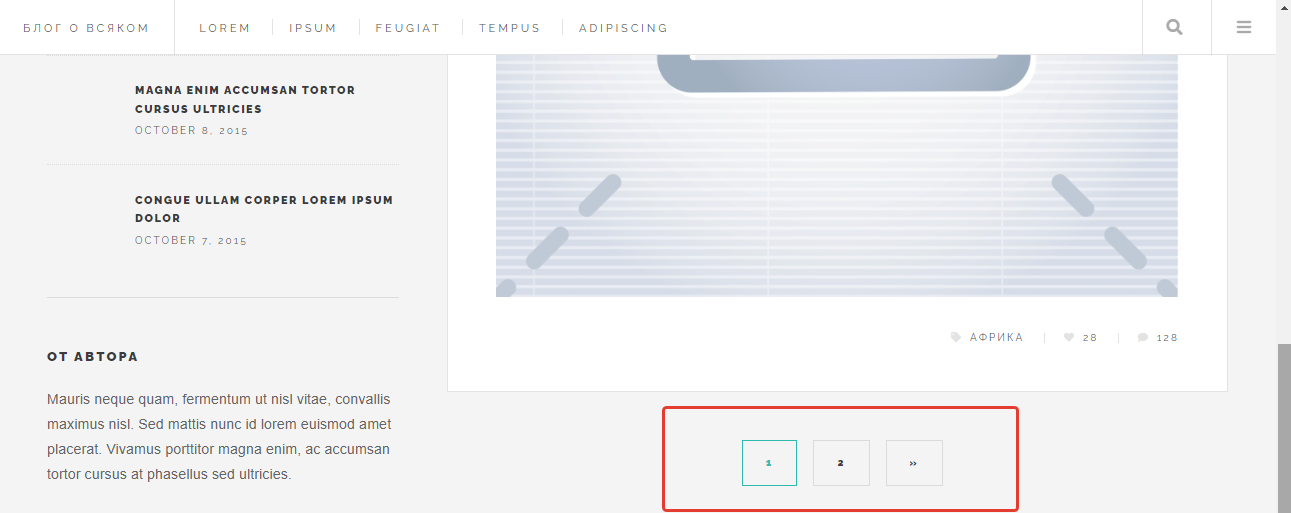 БЛОГ О ВСЯКОМ LOREM IPSUM FEUGIAT TEMPUS ADIPISCING
MAGNA ENIM ACCUMSAN TORTOR
CURSUS ULTRICIES
OCTOBER 8, 2015
CONGUE ULLAM CORPER LOREM IPSUM
DOLOR
OCTOBER 7, 2015
ОТ АВТОРА
Mauris neque quam, fermentum ut nisl vitae, convallis
maximus nisl. Sed mattis nunc id lorem euismod amet
placerat. Vivamus porttitor magna enim, ac accumsan
tortor cursus at phasellus sed ultricies.
АФРИКА 28 128
1 2 »